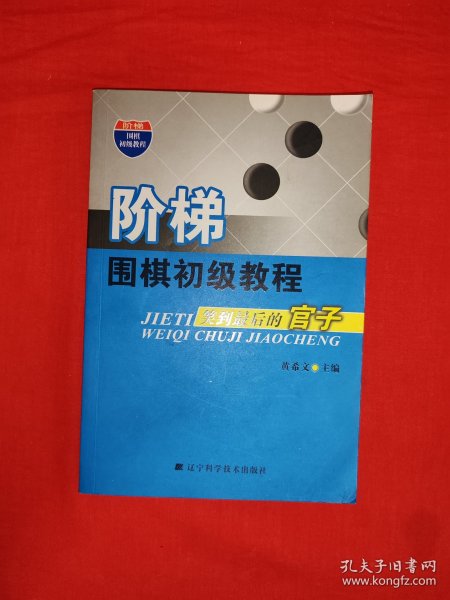 阶梯
围棋
初级教程
阶梯
围棋初级教程
JIETI
笑到最后的 官子
WEIQI CHUJI JIAOCHENG
黄希文 主编
辽宁科学技术出版社
孔夫子旧书网
www.kongfz.com